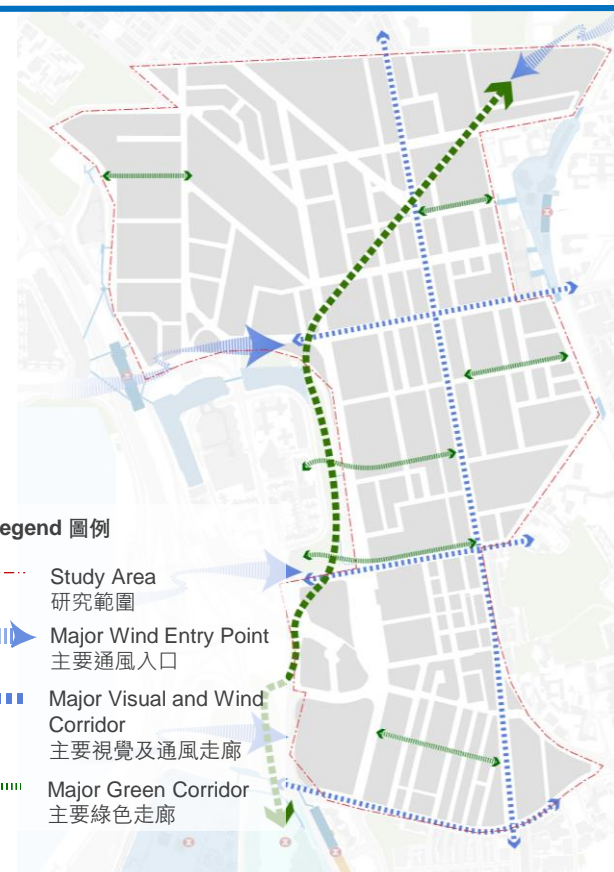 egend 圖例
Study Area
研究範圍
Major Wind Entry Point
主要通風入口
Major Visual and Wind
Corridor
主要視覺及通風走廊
Major Green Corridor
主要綠色走廊